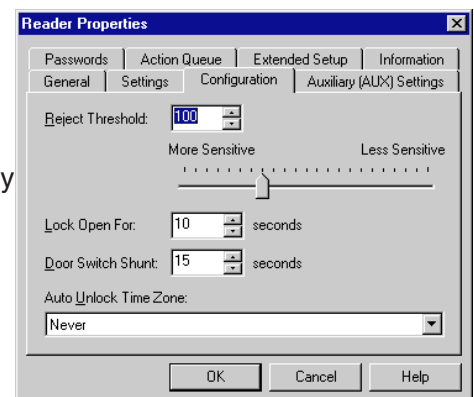 Reader Properties
Passwords Action Queue Extended Setup Information
General Settings Configuration Auxiliary (AUX) Settings
Reject Threshold: 100
More Sensitive Less Sensitive
y
Lock Open For: 10 seconds
Door Switch Shunt: 15 seconds
Auto Unlock Time Zone:
Never
OK Cancel Help